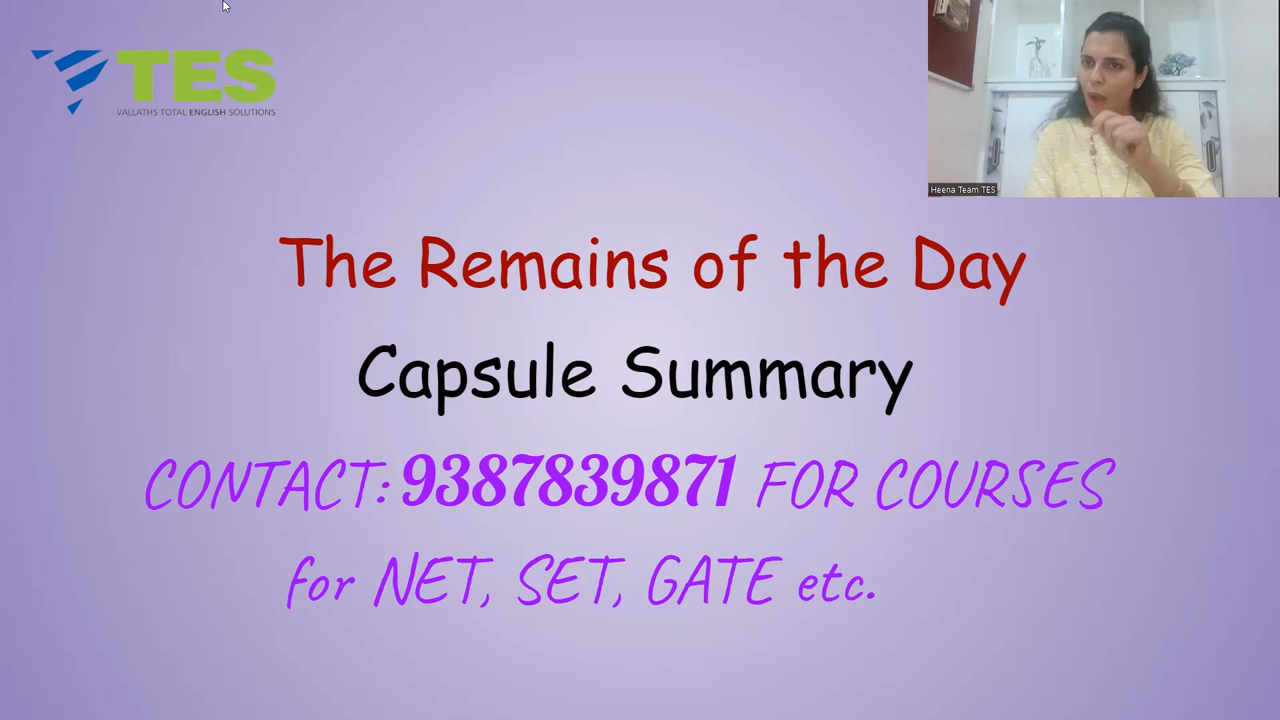 TES
VALLATHS TOTAL ENGLISH SOLUTIONS
Heena Team TES
The Remains of the Day
Capsule Summary
CONTACT: 9387839871 FOR COURSES
for NET, SET, GATE etc.